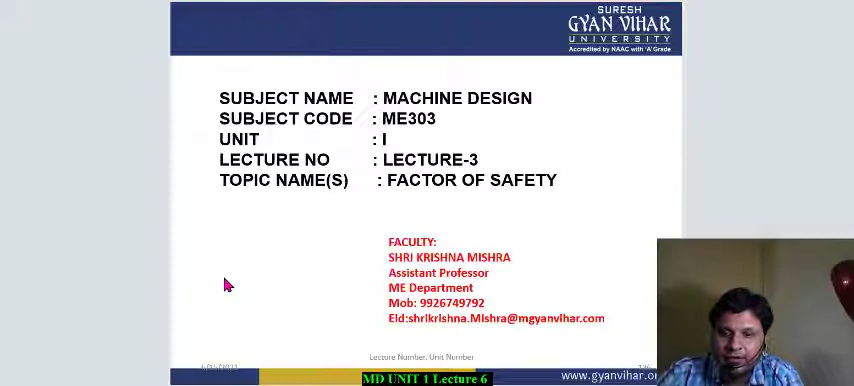 SURESH
GYAN VIHAR
UNIVERSITY
Accredited by NAAC with 'A' Grade
SUBJECT NAME : MACHINE DESIGN
SUBJECT CODE : ME303
UNIT : I
LECTURE NO : LECTURE-3
TOPIC NAME(S) : FACTOR OF SAFETY
FACULTY:
SHRI KRISHNA MISHRA
Assistant Professor
ME Department
Mob: 9926749792
Eid:shrikrishna.Mishra@mgyanvihar.com
Lecture Number, Unit Number
MD UNIT 1 Lecture 6
www.gyanvihar.or